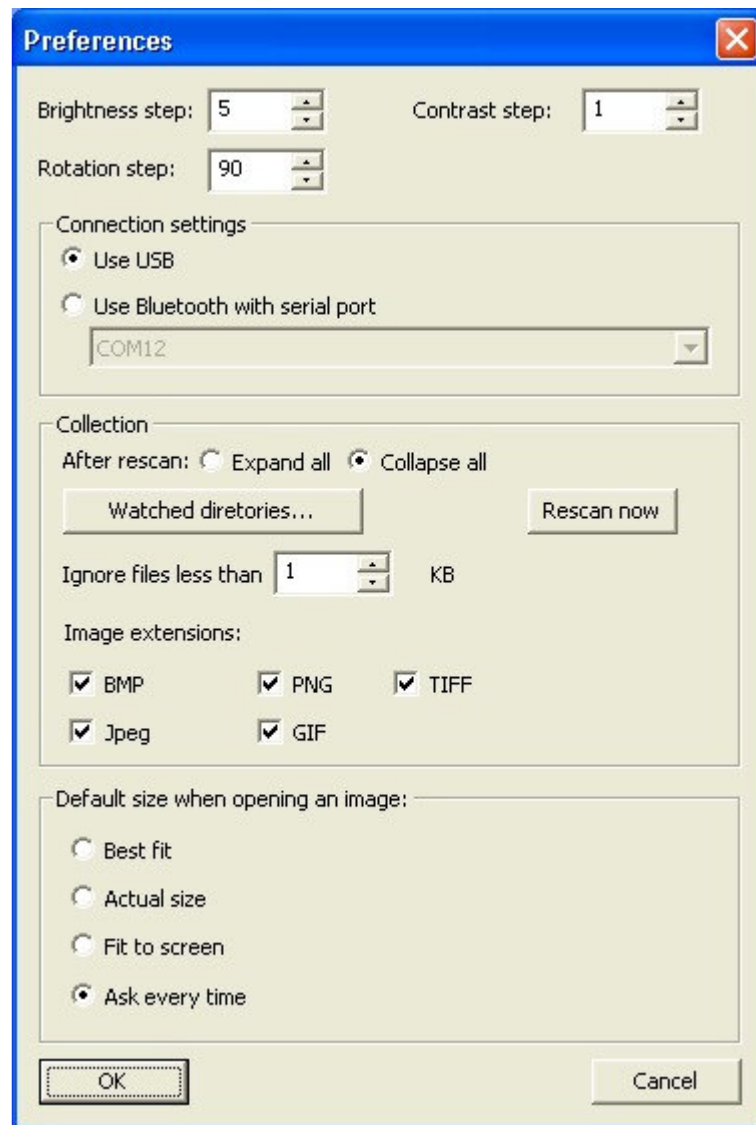 Preferences
Brightness step: 5 Contrast step: 1
Rotation step: 90
Connection settings
Use USB
Use Bluetooth with serial port
COM12
Collection
After rescan: Expand all Collapse all
Watched diretories... Rescan now
Ignore files less than 1 KB
Image extensions:
BMP PNG TIFF
Jpeg GIF
Default size when opening an image:
Best fit
Actual size
Fit to screen
Ask every time
OK Cancel